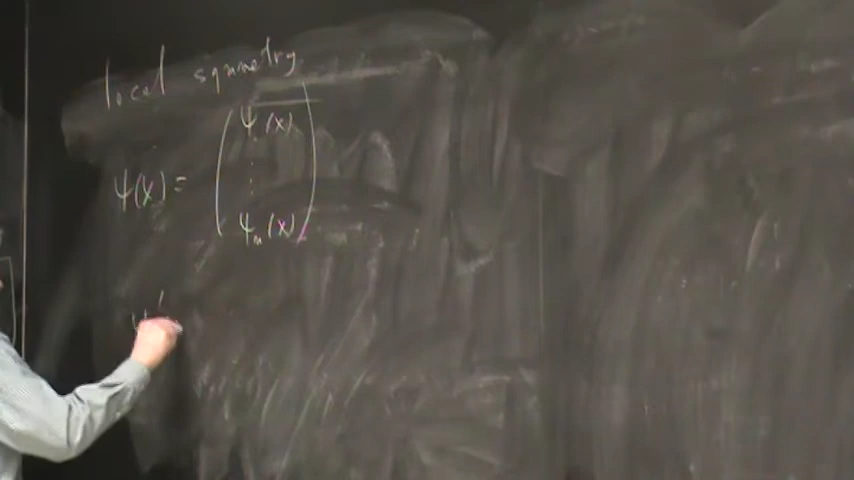 local symmetry
ψ₁(x)
ψ(x) = ⋮
ψₙ(x)
ψ'